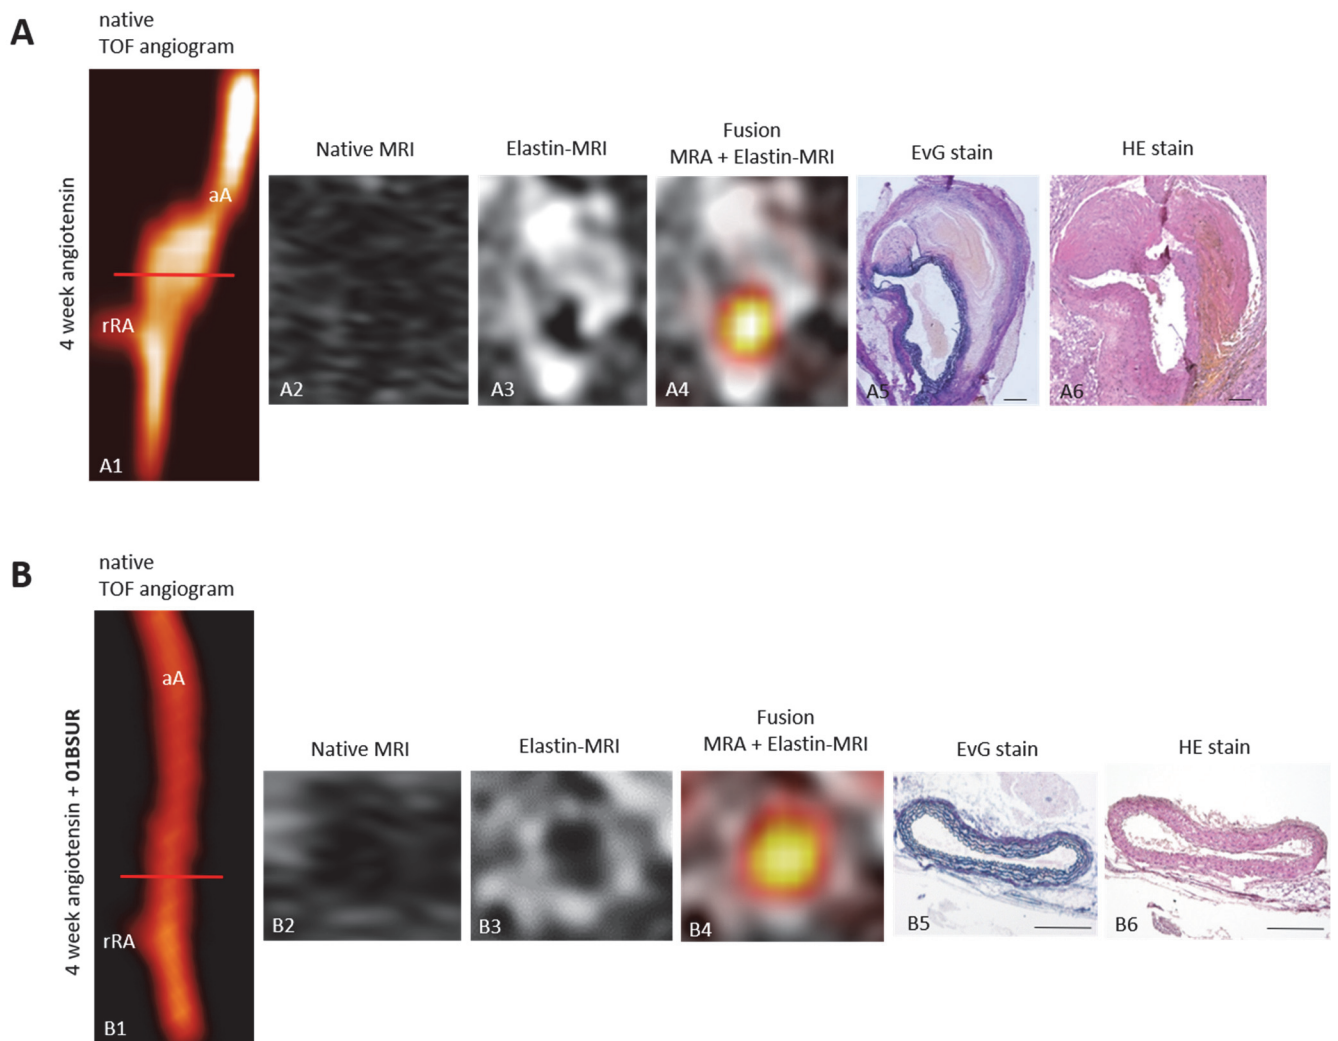 A
native
TOF angiogram
4 week angiotensin
aA
rRA
A1
Native MRI
A2
Elastin-MRI
A3
Fusion
MRA + Elastin-MRI
A4
EvG stain
A5
HE stain
A6
B
native
TOF angiogram
4 week angiotensin + 01BSUR
aA
rRA
B1
Native MRI
B2
Elastin-MRI
B3
Fusion
MRA + Elastin-MRI
B4
EvG stain
B5
HE stain
B6